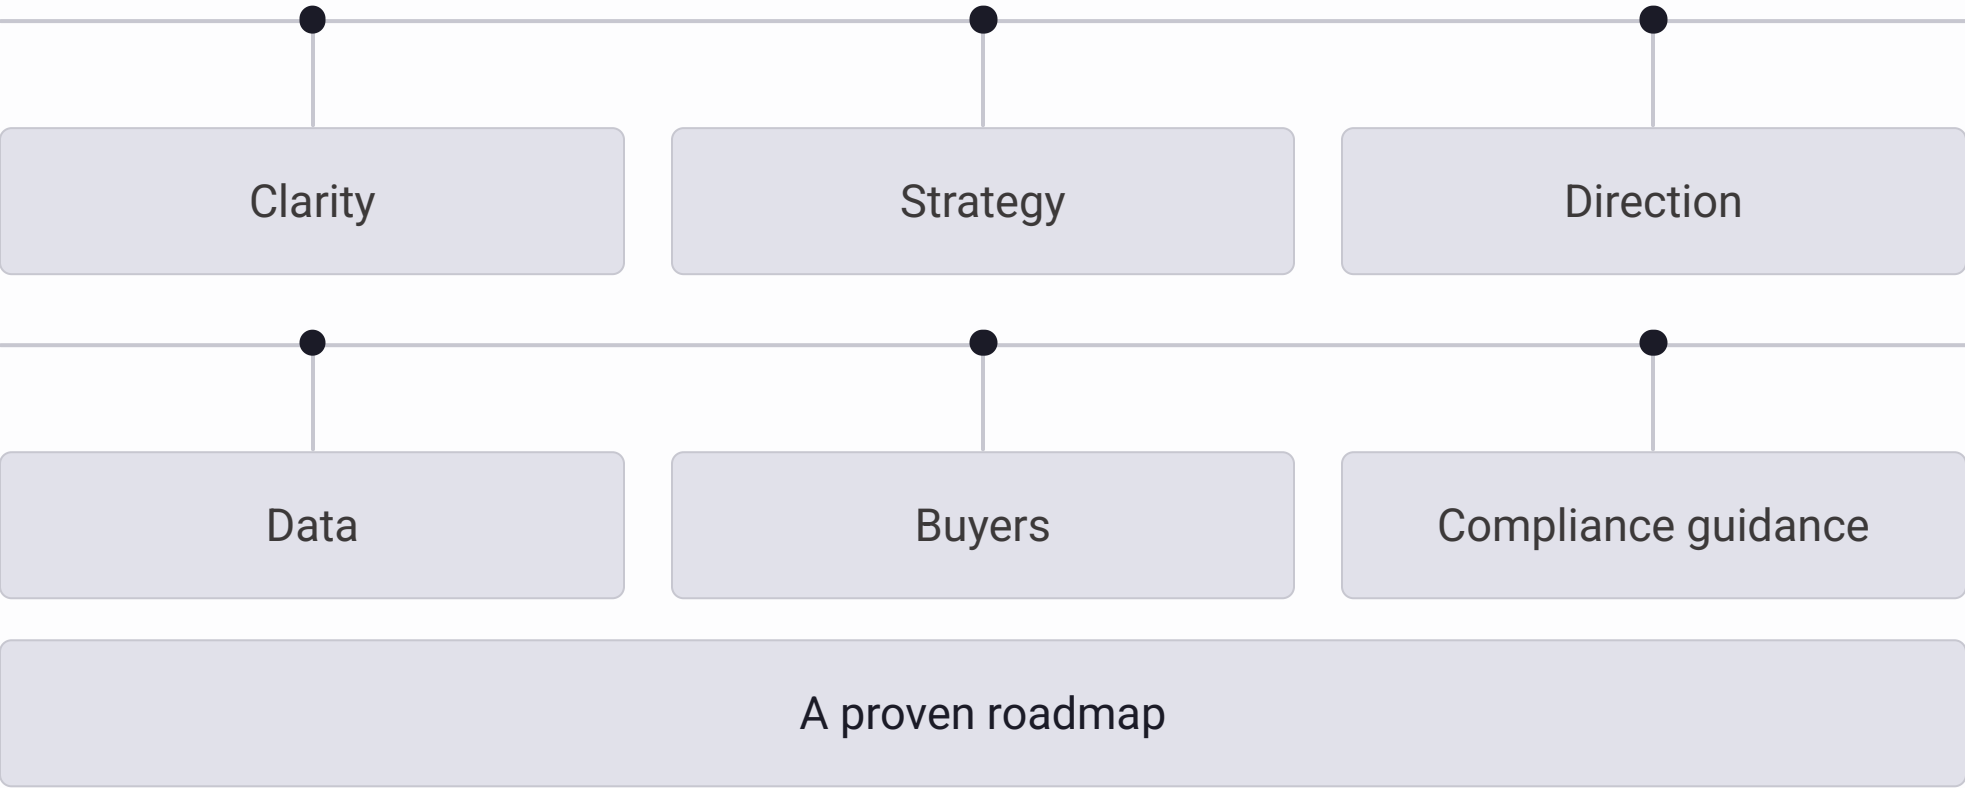 Clarity
Strategy
Direction
Data
Buyers
Compliance guidance
A proven roadmap